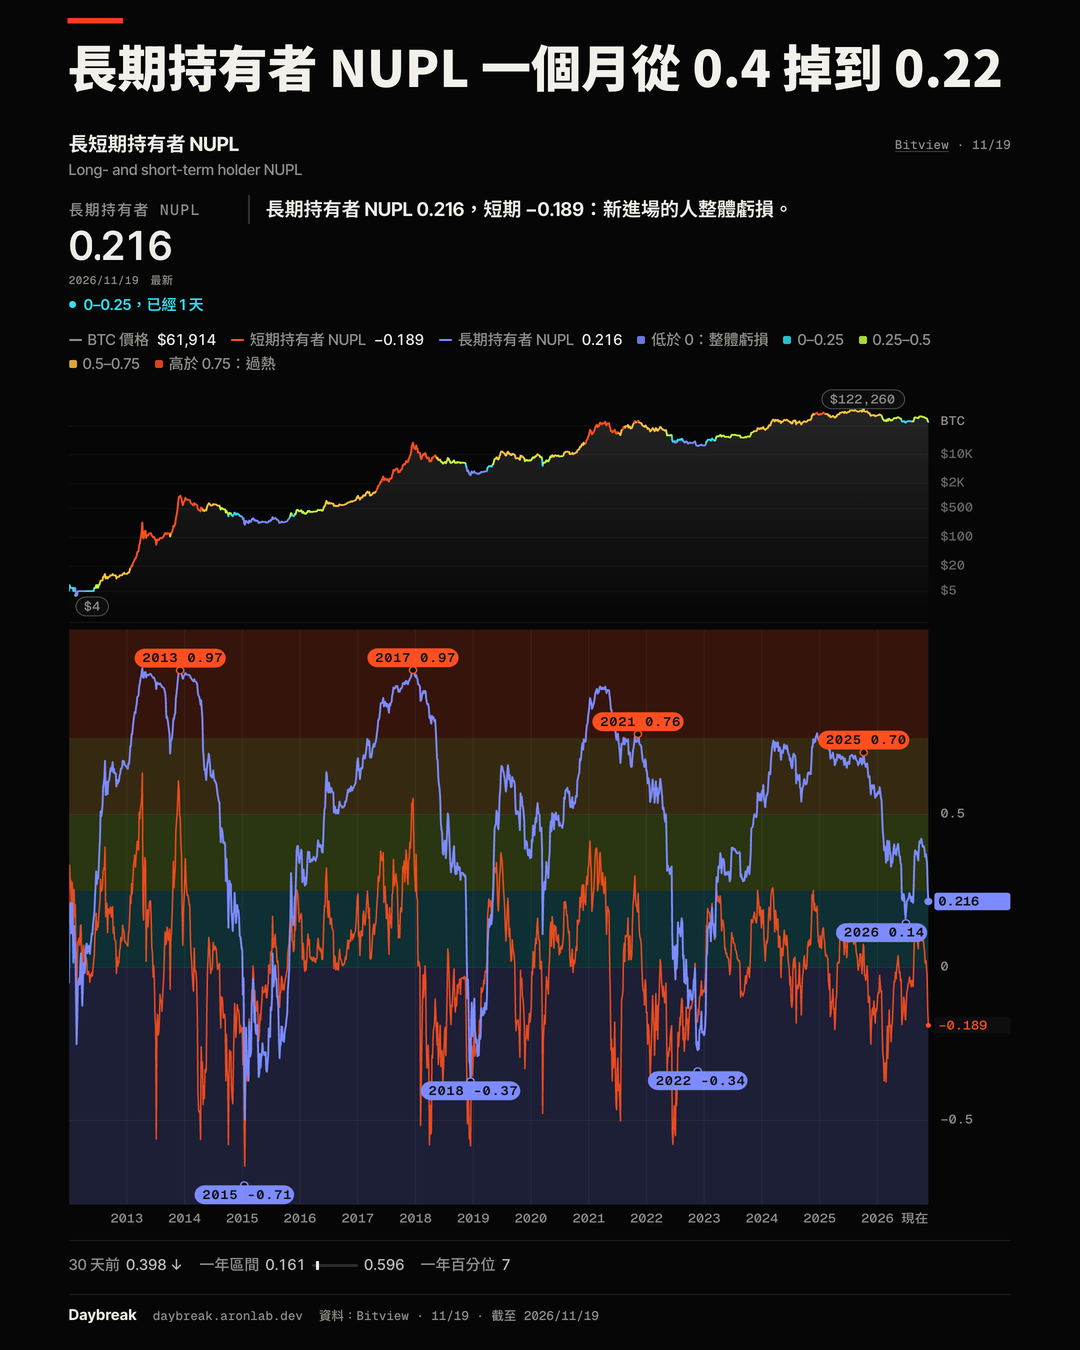 長期持有者 NUPL 一個月從 0.4 掉到 0.22
長短期持有者 NUPL
Bitview · 11/19
Long- and short-term holder NUPL
長期持有者 NUPL
長期持有者 NUPL 0.216，短期 −0.189：新進場的人整體虧損。
0.216
2026/11/19 最新
0–0.25，已經 1 天
BTC 價格 $61,914 短期持有者 NUPL −0.189 長期持有者 NUPL 0.216 低於 0：整體虧損 0–0.25 0.25–0.5
0.5–0.75 高於 0.75：過熱
$122,260
BTC
$10K
$2K
$500
$100
$20
$5
$4
2013 0.97
2017 0.97
2021 0.76
2025 0.70
0.5
0.216
2026 0.14
0
−0.189
2018 −0.37
2022 −0.34
−0.5
2015 −0.71
2013 2014 2015 2016 2017 2018 2019 2020 2021 2022 2023 2024 2025 2026 現在
30 天前 0.398 ↓ 一年區間 0.161 0.596 一年百分位 7
Daybreak daybreak.aronlab.dev 資料：Bitview · 11/19 · 截至 2026/11/19